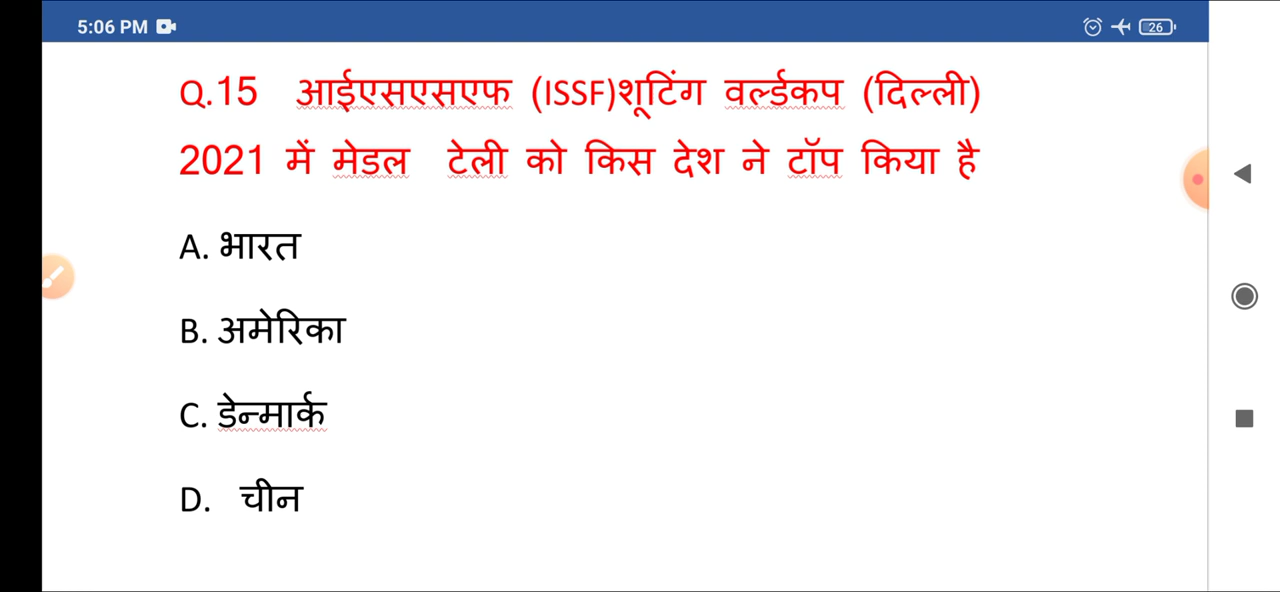 5:06 PM
26
Q.15 आईएसएसएफ (ISSF)शूटिंग वर्ल्डकप (दिल्ली)
2021 में मेडल टेली को किस देश ने टॉप किया है
A. भारत
B. अमेरिका
C. डेन्मार्क
D. चीन